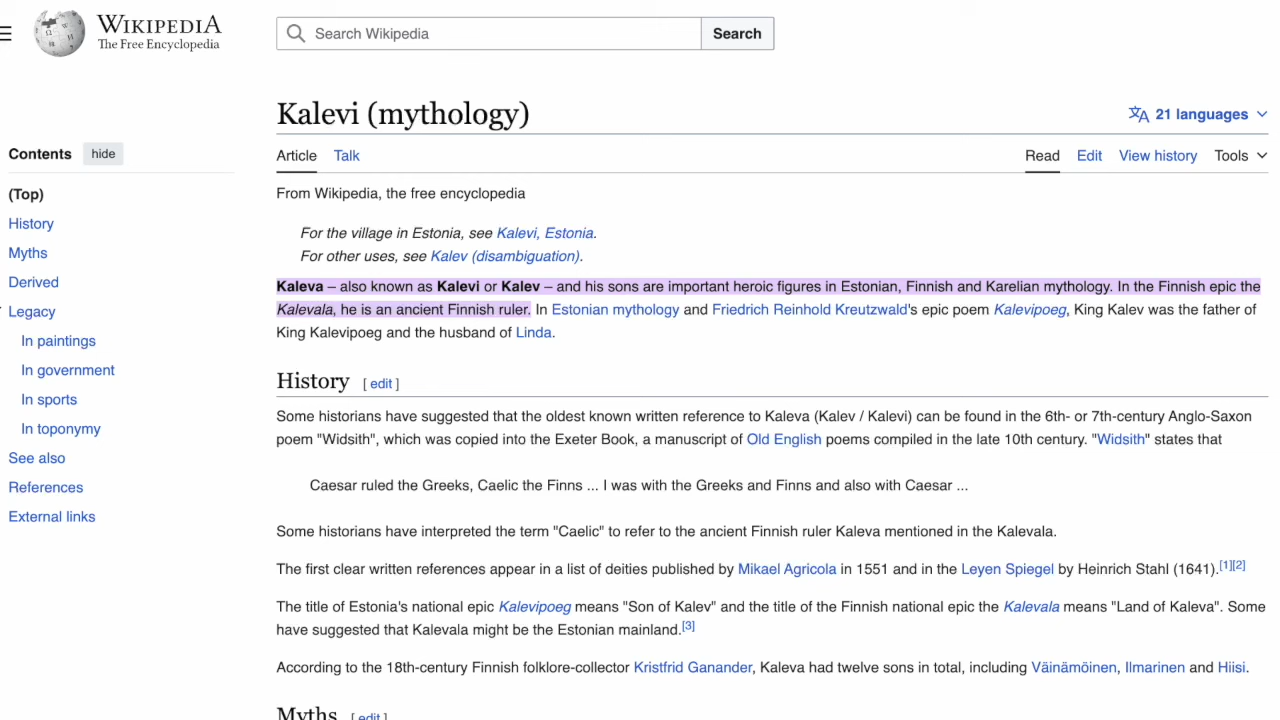 WIKIPEDIA
The Free Encyclopedia
Search Wikipedia
Search
Kalevi (mythology)
21 languages
Contents hide
Article Talk
Read Edit View history Tools
(Top)
From Wikipedia, the free encyclopedia
History
For the village in Estonia, see Kalevi, Estonia.
Myths
For other uses, see Kalev (disambiguation).
Derived
Kaleva – also known as Kalevi or Kalev – and his sons are important heroic figures in Estonian, Finnish and Karelian mythology. In the Finnish epic the
Legacy
Kalevala, he is an ancient Finnish ruler. In Estonian mythology and Friedrich Reinhold Kreutzwald's epic poem Kalevipoeg, King Kalev was the father of
In paintings
King Kalevipoeg and the husband of Linda.
In government
In sports
In toponymy
See also
References
External links
History [ edit ]
Some historians have suggested that the oldest known written reference to Kaleva (Kalev / Kalevi) can be found in the 6th- or 7th-century Anglo-Saxon
poem "Widsith", which was copied into the Exeter Book, a manuscript of Old English poems compiled in the late 10th century. "Widsith" states that
Caesar ruled the Greeks, Caelic the Finns ... I was with the Greeks and Finns and also with Caesar ...
Some historians have interpreted the term "Caelic" to refer to the ancient Finnish ruler Kaleva mentioned in the Kalevala.
The first clear written references appear in a list of deities published by Mikael Agricola in 1551 and in the Leyen Spiegel by Heinrich Stahl (1641).[1][2]
The title of Estonia's national epic Kalevipoeg means "Son of Kalev" and the title of the Finnish national epic the Kalevala means "Land of Kaleva". Some
have suggested that Kalevala might be the Estonian mainland.[3]
According to the 18th-century Finnish folklore-collector Kristfrid Ganander, Kaleva had twelve sons in total, including Väinämöinen, Ilmarinen and Hiisi.
Myths [ edit ]